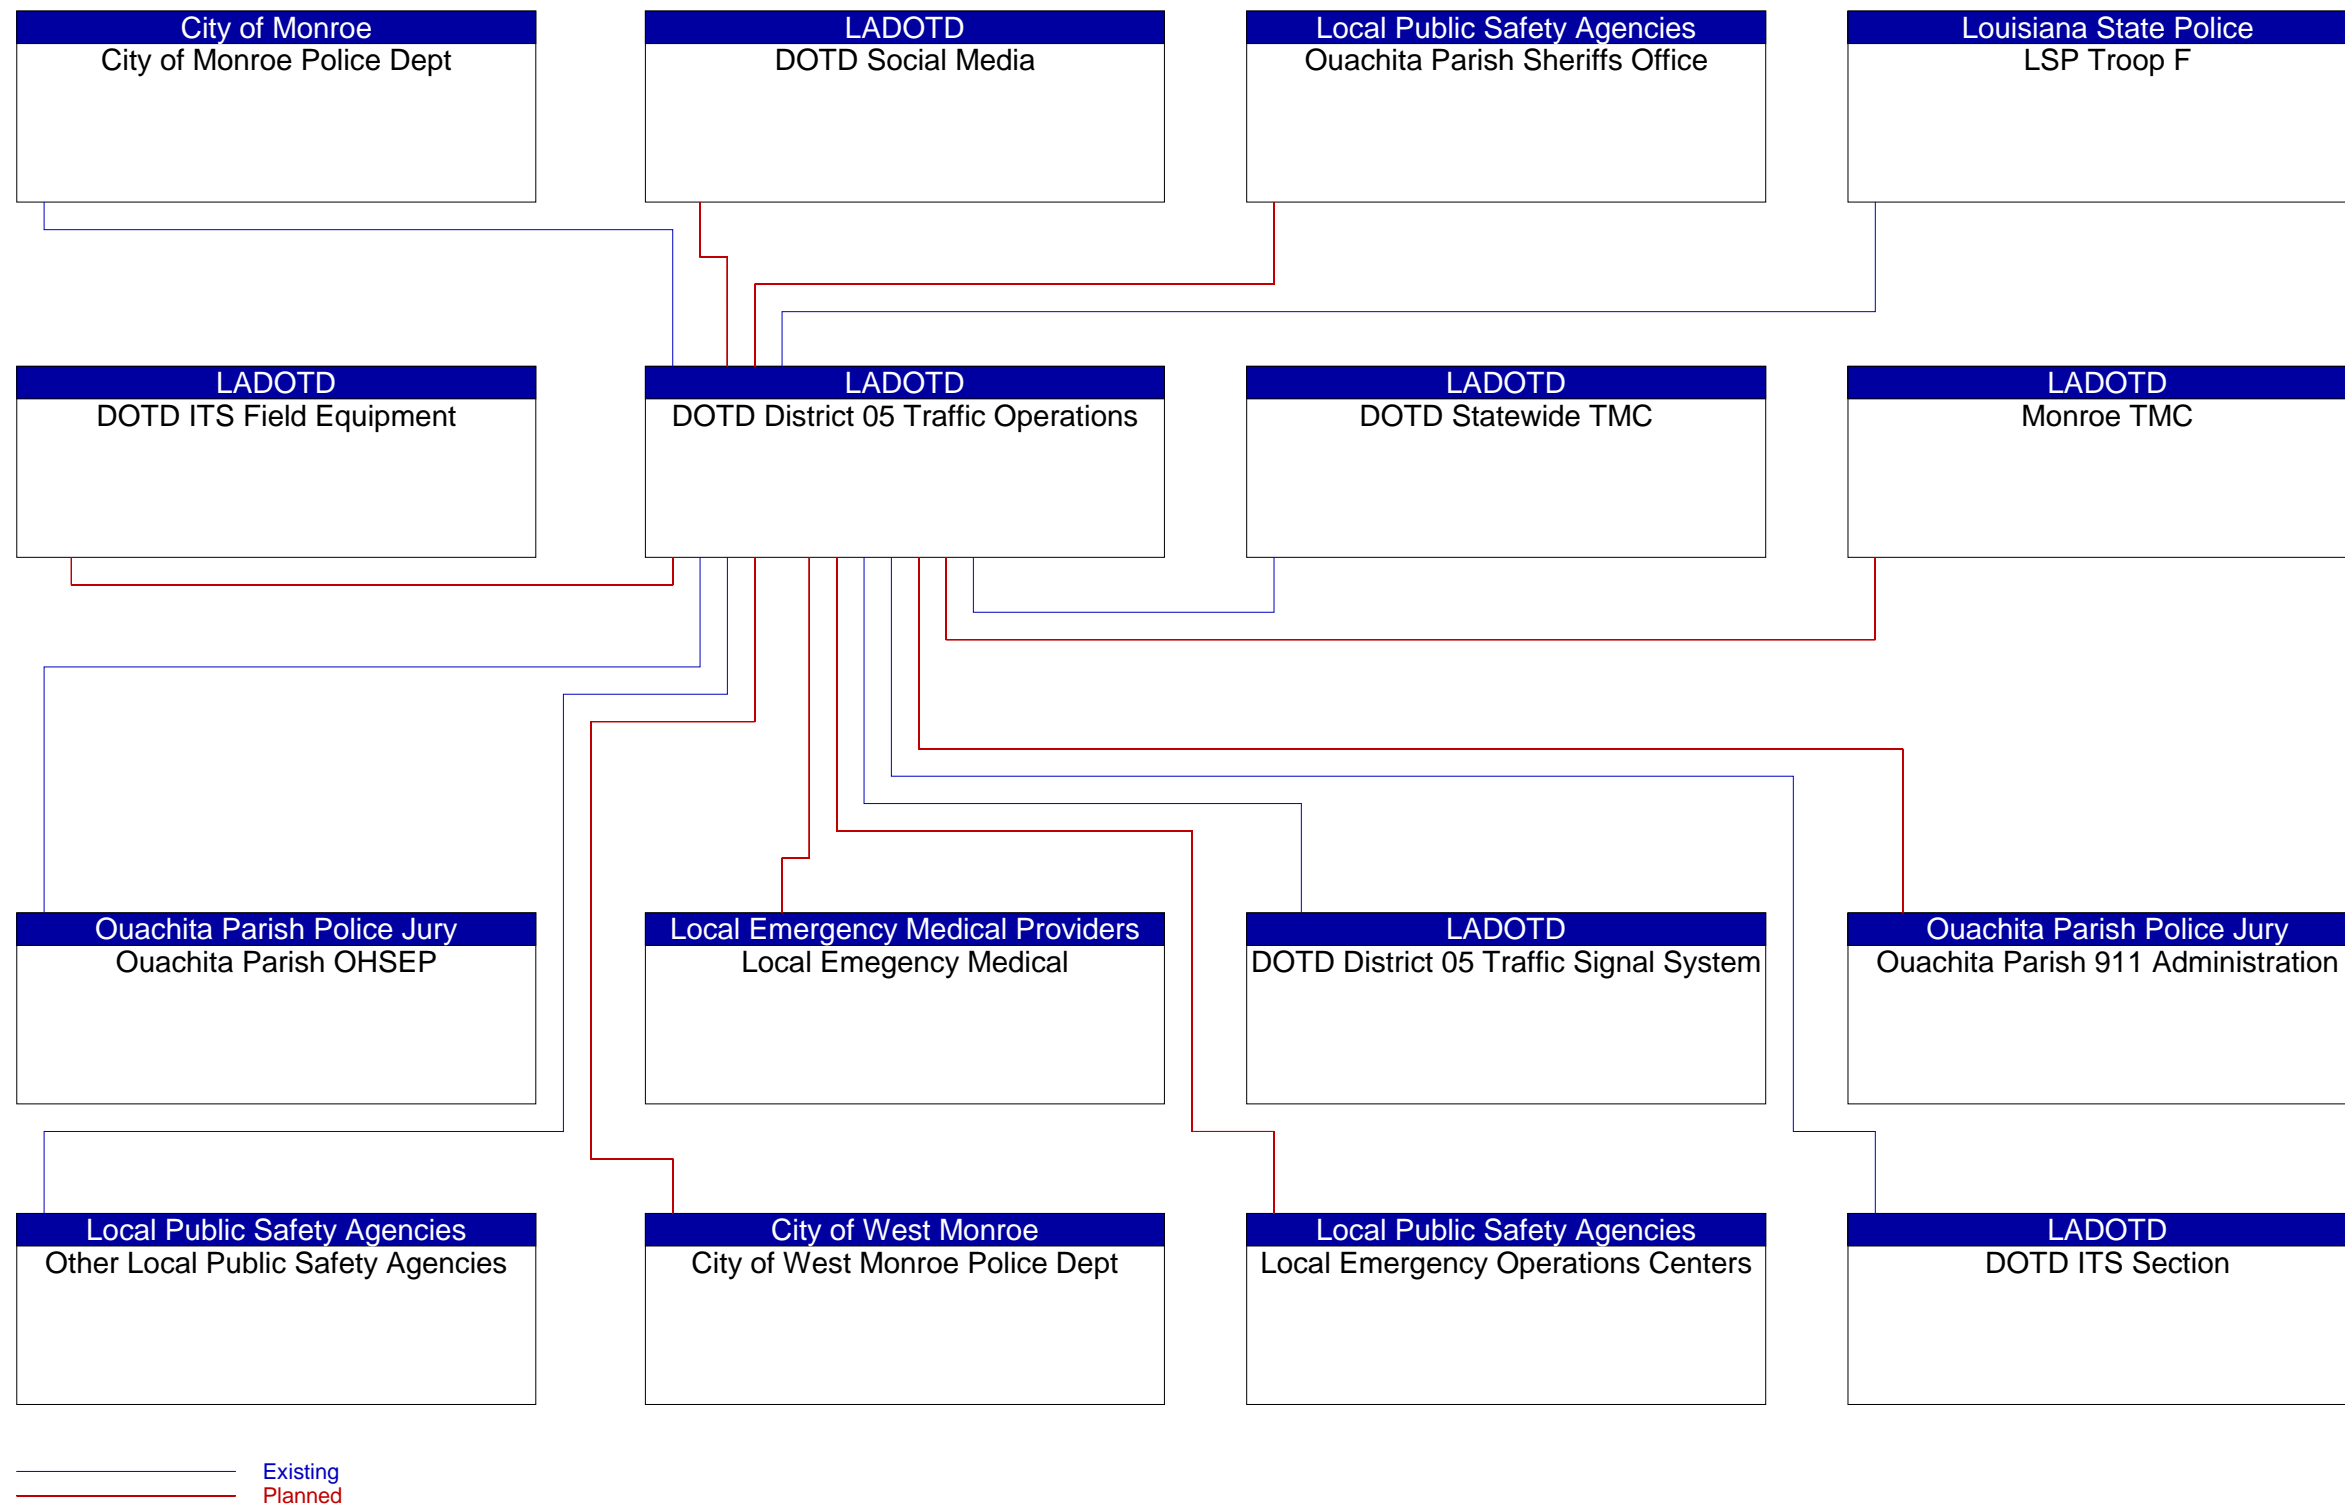 City of Monroe
City of Monroe Police Dept
LADOTD
DOTD Social Media
Local Public Safety Agencies
Ouachita Parish Sheriffs Office
Louisiana State Police
LSP Troop F
LADOTD
DOTD ITS Field Equipment
LADOTD
DOTD District 05 Traffic Operations
LADOTD
DOTD Statewide TMC
LADOTD
Monroe TMC
Ouachita Parish Police Jury
Ouachita Parish OHSEP
Local Emergency Medical Providers
Local Emegency Medical
LADOTD
DOTD District 05 Traffic Signal System
Ouachita Parish Police Jury
Ouachita Parish 911 Administration
Local Public Safety Agencies
Other Local Public Safety Agencies
City of West Monroe
City of West Monroe Police Dept
Local Public Safety Agencies
Local Emergency Operations Centers
LADOTD
DOTD ITS Section
Existing
Planned